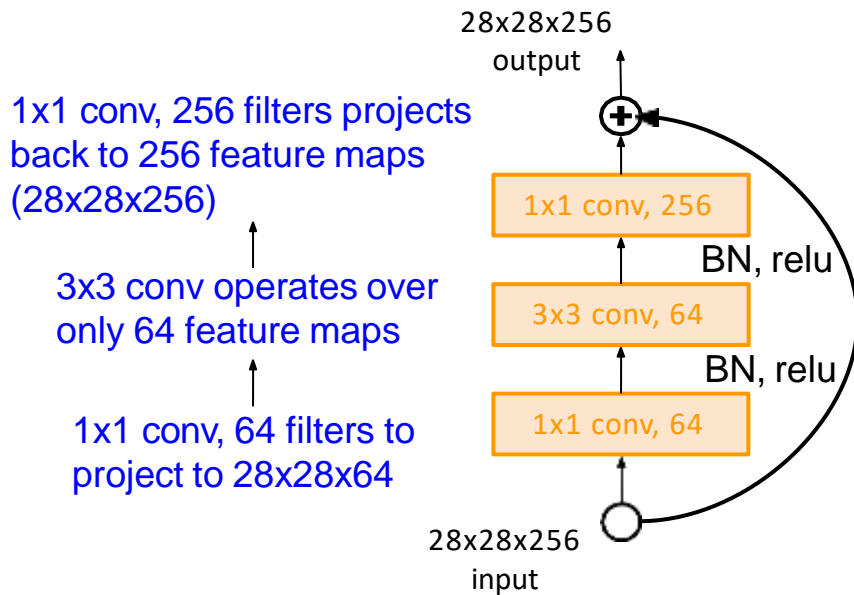 28x28x256
output
1x1 conv, 256 filters projects
back to 256 feature maps
(28x28x256)
3x3 conv operates over
only 64 feature maps
1x1 conv, 64 filters to
project to 28x28x64
1x1 conv, 256
BN, relu
3x3 conv, 64
BN, relu
1x1 conv, 64
28x28x256
input